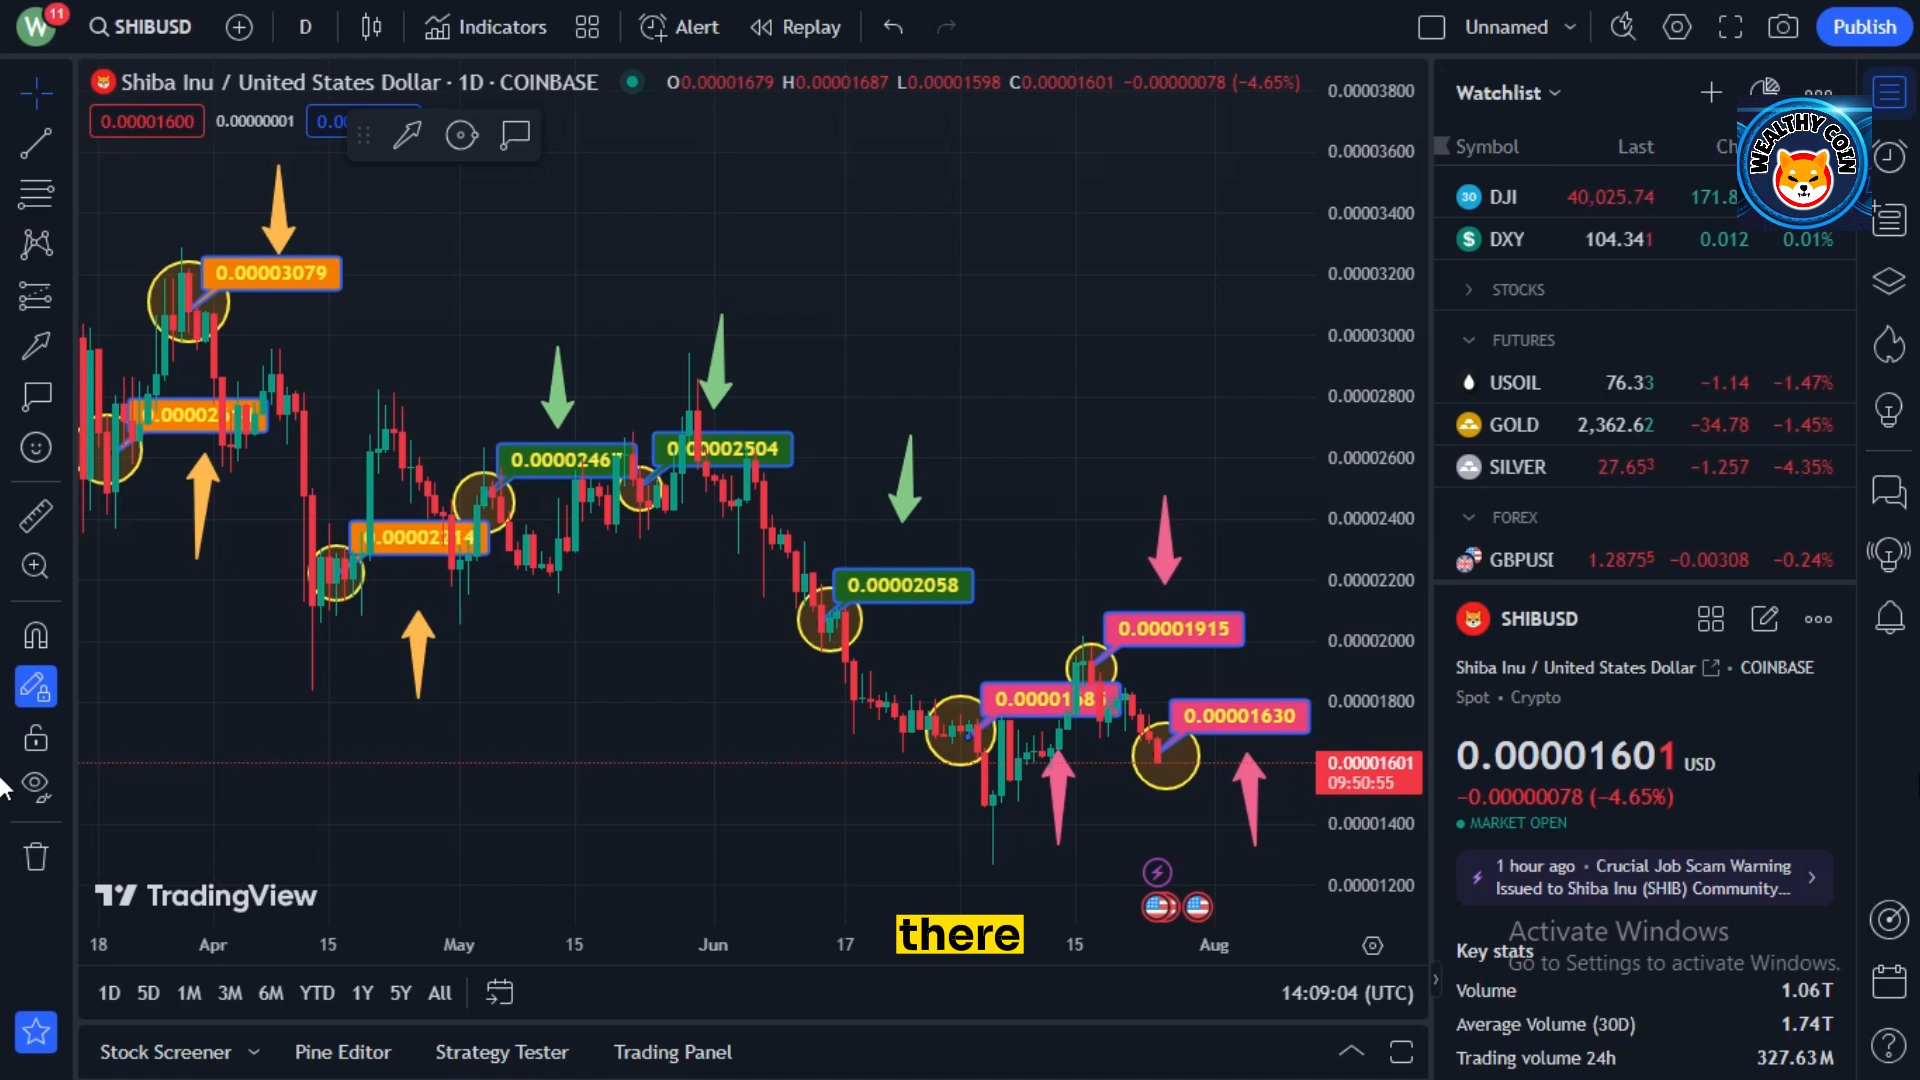 W 11 SHIBUSD D Indicators Alert Replay Unnamed Publish
Shiba Inu / United States Dollar · 1D · COINBASE O0.00001679 H0.00001687 L0.00001598 C0.00001601 −0.00000078 (−4.65%)
0.00001600 0.00000001
0.00003800
0.00003600
0.00003400
0.00003200
0.00003000
0.00002800
0.00002600
0.00002400
0.00002200
0.00002000
0.00001800
0.00001601
09:50:55
0.00001400
0.00001200
0.00003079
0.00002214
0.00002467
0.00002504
0.00002058
0.00001915
0.00001630
TradingView
there
18 Apr 15 May 15 Jun 17 15 Aug
1D 5D 1M 3M 6M YTD 1Y 5Y All 14:09:04 (UTC)
Stock Screener Pine Editor Strategy Tester Trading Panel
Watchlist
WEALTHY COIN
Symbol Last
30 DJI 40,025.74
$ DXY 104.341 0.012 0.01%
STOCKS
FUTURES
USOIL 76.33 −1.14 −1.47%
GOLD 2,362.62 −34.78 −1.45%
SILVER 27.653 −1.257 −4.35%
FOREX
GBPUSI 1.28755 −0.00308 −0.24%
SHIBUSD
Shiba Inu / United States Dollar • COINBASE
Spot • Crypto
0.00001601 USD
−0.00000078 (−4.65%)
MARKET OPEN
1 hour ago • Crucial Job Scam Warning
Issued to Shiba Inu (SHIB) Community...
Activate Windows
Key stats
Go to Settings to activate Windows.
Volume 1.06T
Average Volume (30D) 1.74T
Trading volume 24h 327.63M